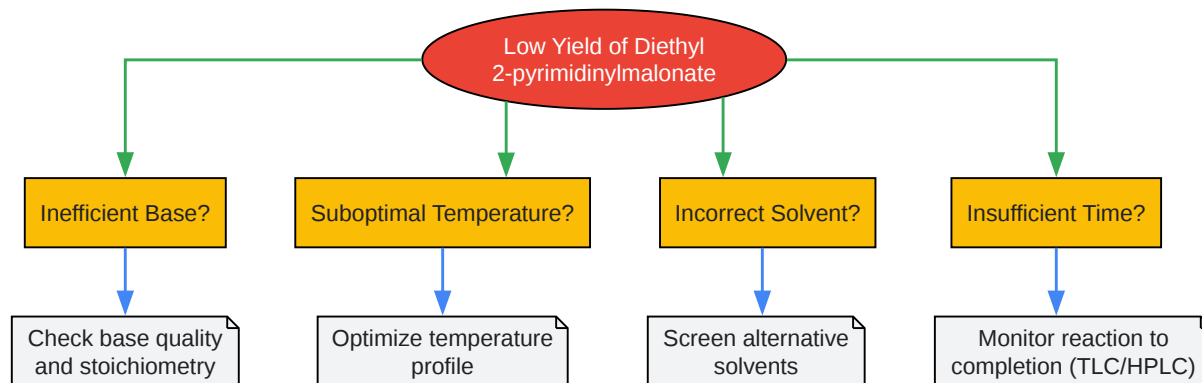 Low Yield of Diethyl
2-pyrimidinylmalonate
Inefficient Base?
Suboptimal Temperature?
Incorrect Solvent?
Insufficient Time?
Check base quality
and stoichiometry
Optimize temperature
profile
Screen alternative
solvents
Monitor reaction to
completion (TLC/HPLC)